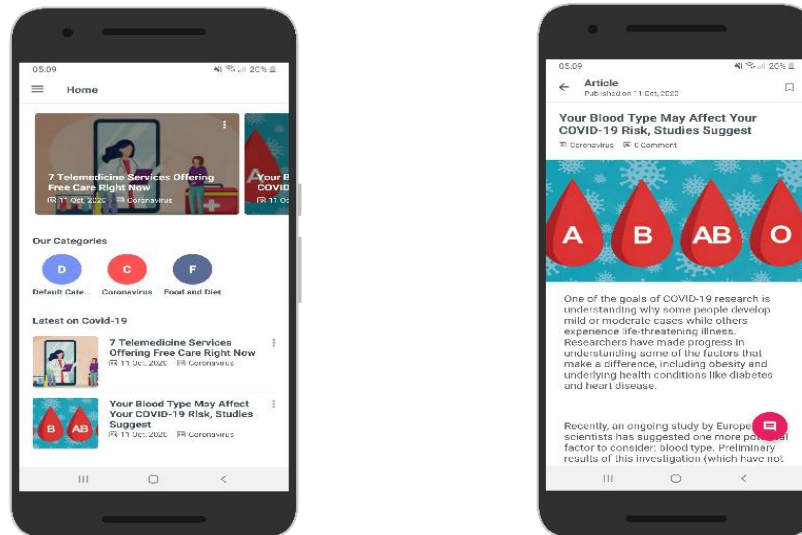 05.09
20%
Home
7 Telemedicine Services Offering
Free Care Right Now
11 Oct, 2020 Coronavirus
Your B
COVID
11 Oc
Our Categories
D
C
F
Default Cate..
Coronavirus
Food and Diet
Latest on Covid-19
7 Telemedicine Services
Offering Free Care Right Now
11 Oct, 2020 Coronavirus
B AB
Your Blood Type May Affect
Your COVID-19 Risk, Studies
Suggest
11 Oct, 2020 Coronavirus
05.09
20%
Article
Published on 11 Oct, 2020
Your Blood Type May Affect Your
COVID-19 Risk, Studies Suggest
Coronavirus 0 Comment
A B AB O
One of the goals of COVID-19 research is
understanding why some people develop
mild or moderate cases while others
experience life-threatening illness.
Researchers have made progress in
understanding some of the factors that
make a difference, including obesity and
underlying health conditions like diabetes
and heart disease.
Recently, an ongoing study by Europe
scientists has suggested one more
factor to consider: blood type. Preliminary
results of this investigation (which have not